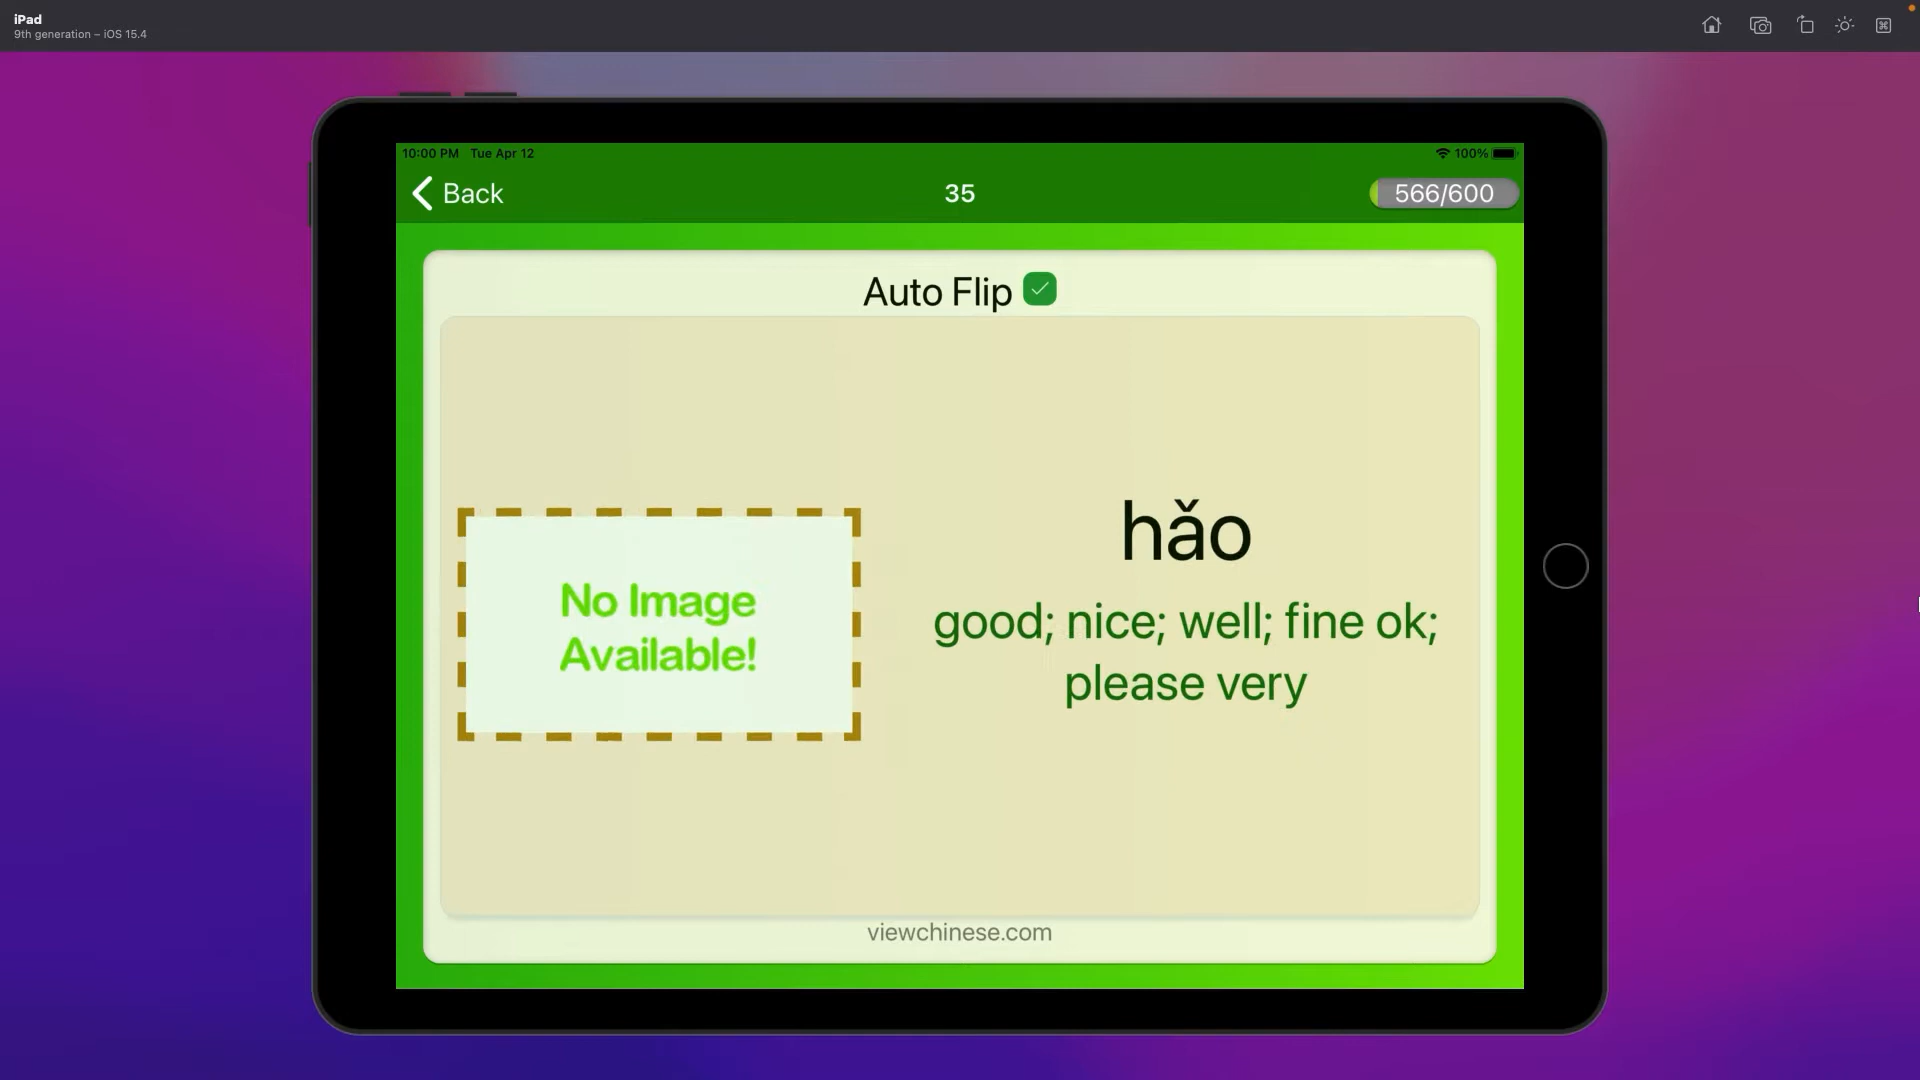 iPad
9th generation – iOS 15.4
10:00 PM Tue Apr 12
100%
Back
35
566/600
Auto Flip
No Image
Available!
hǎo
good; nice; well; fine ok;
please very
viewchinese.com